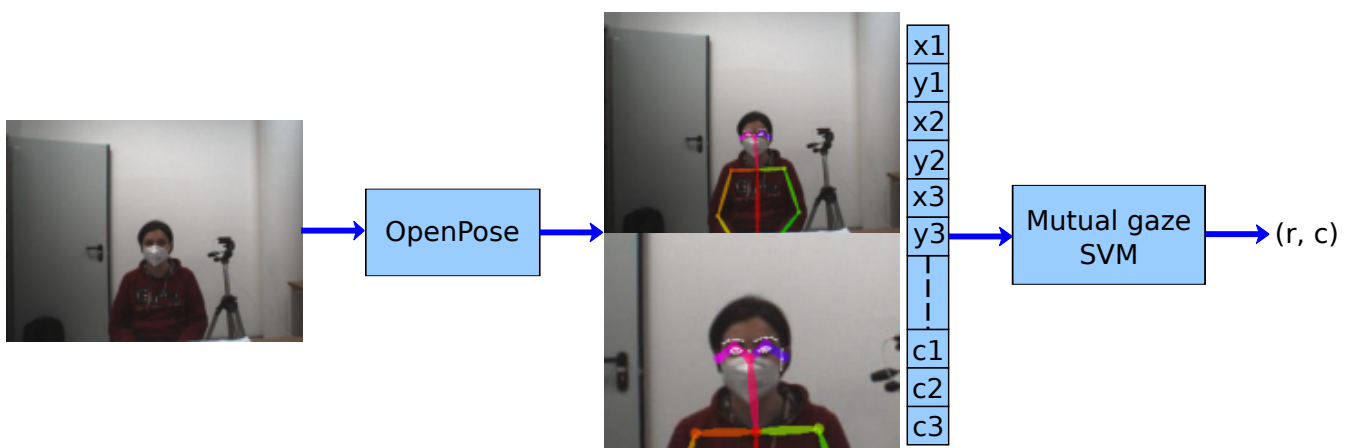 OpenPose
x1
y1
x2
y2
x3
y3
c1
c2
c3
Mutual gaze
SVM
(r, c)